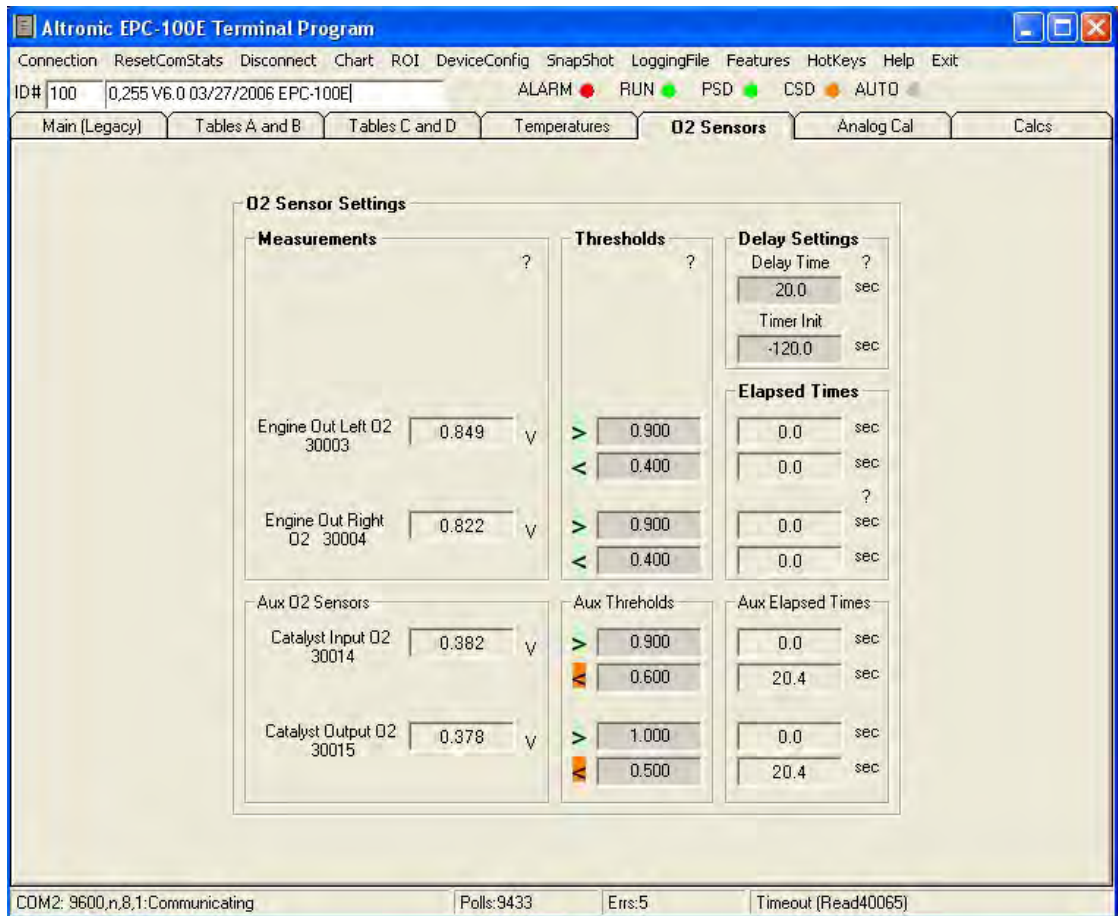 Altronic EPC-100E Terminal Program
Connection ResetComStats Disconnect Chart ROI DeviceConfig SnapShot LoggingFile Features HotKeys Help Exit
ID# 100 0,255 V6.0 03/27/2006 EPC-100E ALARM RUN PSD CSD AUTO
Main (Legacy) Tables A and B Tables C and D Temperatures O2 Sensors Analog Cal Calcs
O2 Sensor Settings
Measurements Thresholds Delay Settings
? ? Delay Time ?
20.0 sec
Timer Init
-120.0 sec
Elapsed Times
Engine Out Left O2 30003 0.849 V > 0.900 0.0 sec
< 0.400 0.0 sec
?
Engine Out Right O2 30004 0.822 V > 0.900 0.0 sec
< 0.400 0.0 sec
Aux O2 Sensors Aux Threholds Aux Elapsed Times
Catalyst Input O2 30014 0.382 V > 0.900 0.0 sec
< 0.600 20.4 sec
Catalyst Output O2 30015 0.378 V > 1.000 0.0 sec
< 0.500 20.4 sec
COM2: 9600,n,8,1:Communicating Polls:9433 Errs:5 Timeout (Read40065)